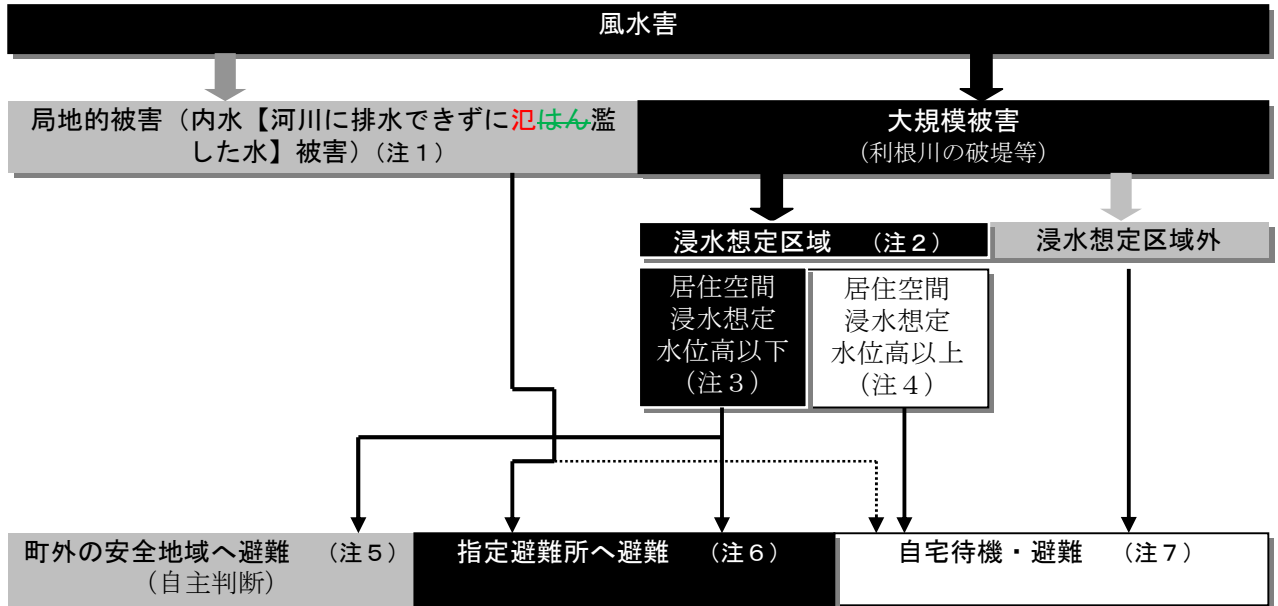 風水害
局地的被害（内水【河川に排水できずに氾はん濫
した水】被害）（注１）
大規模被害
（利根川の破堤等）
浸水想定区域　（注２）
浸水想定区域外
居住空間
浸水想定
水位高以下
（注３）
居住空間
浸水想定
水位高以上
（注４）
町外の安全地域へ避難　（注５）
（自主判断）
指定避難所へ避難　（注６）
自宅待機・避難　（注７）